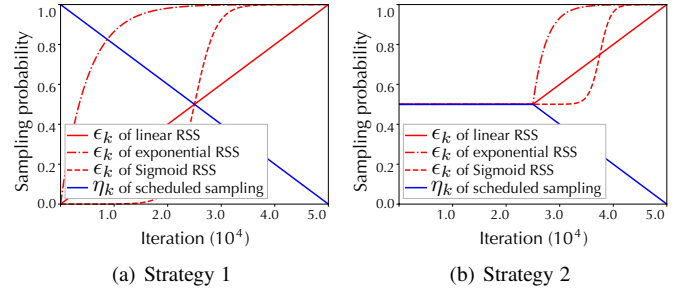 Sampling probability
1.0
0.8
0.6
0.4
0.2
0.0
ϵk of linear RSS
ϵk of exponential RSS
ϵk of Sigmoid RSS
ηk of scheduled sampling
1.0 2.0 3.0 4.0 5.0
Iteration (10⁴)
(a) Strategy 1
Sampling probability
1.0
0.8
0.6
0.4
0.2
0.0
ϵk of linear RSS
ϵk of exponential RSS
ϵk of Sigmoid RSS
ηk of scheduled sampling
1.0 2.0 3.0 4.0 5.0
Iteration (10⁴)
(b) Strategy 2